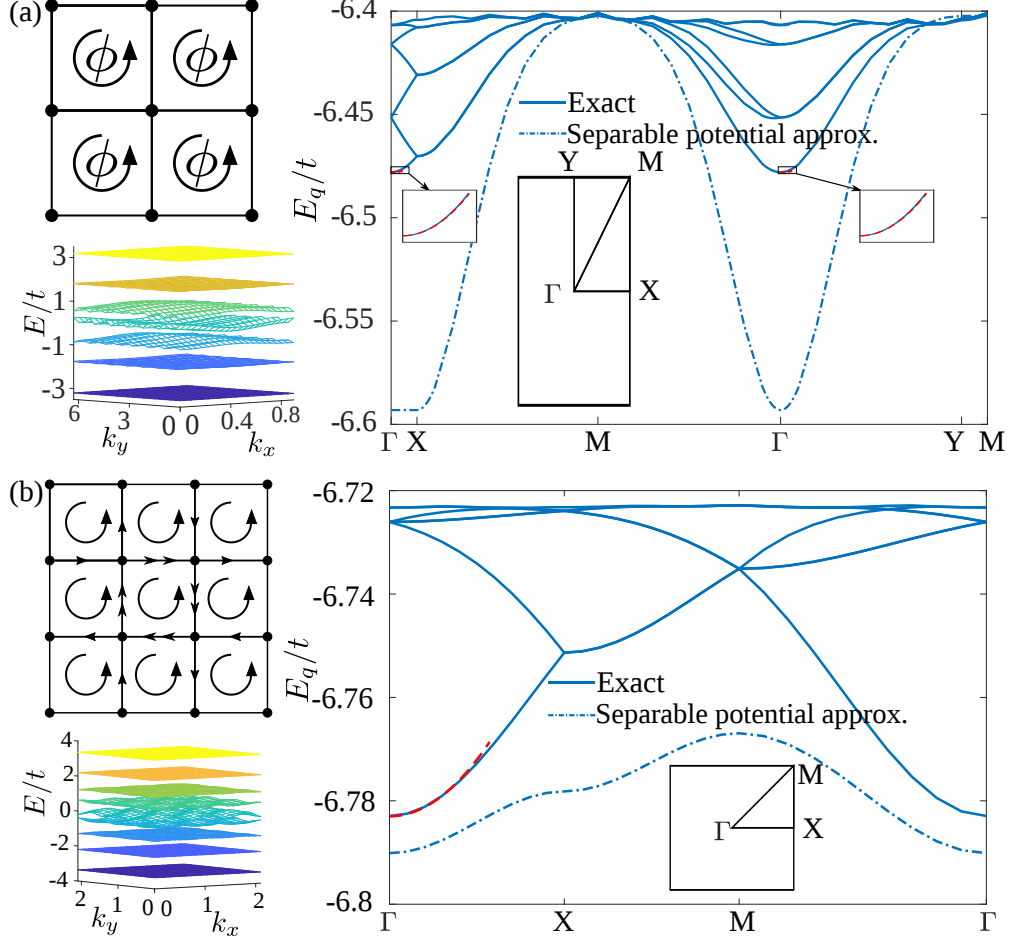 (a)
ϕ ϕ
ϕ ϕ
E/t
3
1
-1
-3
6 3 0 0 0.4 0.8
k_y k_x
E_q/t
-6.4
-6.45
-6.5
-6.55
-6.6
Exact
Separable potential approx.
Y M
Γ X
Γ X M Γ Y M
(b)
E/t
4
2
0
-2
-4
2 1 0 0 1 2
k_y k_x
E_q/t
-6.72
-6.74
-6.76
-6.78
-6.8
Exact
Separable potential approx.
M
Γ X
Γ X M Γ